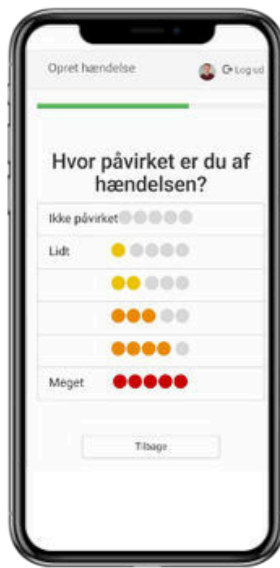 Opret hændelse
Log ud
Hvor påvirket er du af
hændelsen?
Ikke påvirket
Lidt
Meget
Tilbage